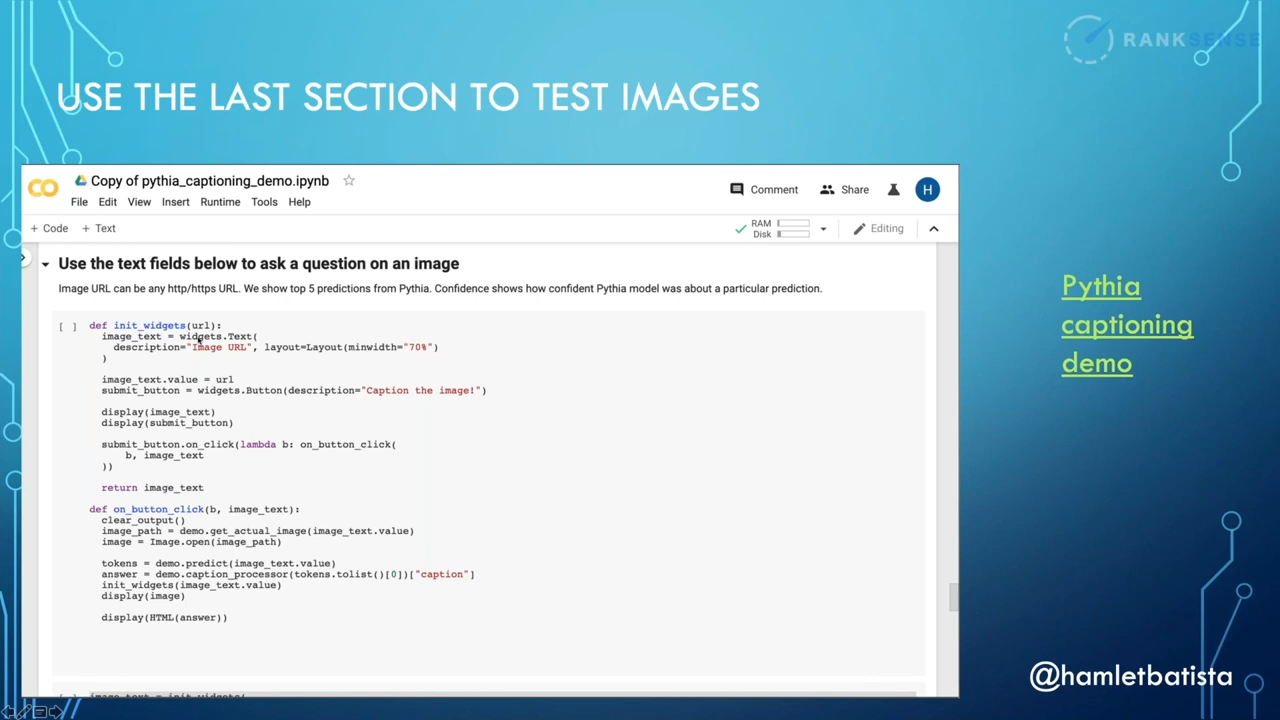 RANKSENSE
USE THE LAST SECTION TO TEST IMAGES
Copy of pythia_captioning_demo.ipynb
Comment
Share
H
File Edit View Insert Runtime Tools Help
+ Code + Text
RAM
Disk
Editing
Use the text fields below to ask a question on an image
Image URL can be any http/https URL. We show top 5 predictions from Pythia. Confidence shows how confident Pythia model was about a particular prediction.
[ ] def init_widgets(url):
image_text = widgets.Text(
description="Image URL", layout=Layout(minwidth="70%")
)
image_text.value = url
submit_button = widgets.Button(description="Caption the image!")
display(image_text)
display(submit_button)
submit_button.on_click(lambda b: on_button_click(
b, image_text
))
return image_text
def on_button_click(b, image_text):
clear_output()
image_path = demo.get_actual_image(image_text.value)
image = Image.open(image_path)
tokens = demo.predict(image_text.value)
answer = demo.caption_processor(tokens.tolist()[0])["caption"]
init_widgets(image_text.value)
display(image)
display(HTML(answer))
[ ] image_text = init_widgets(
Pythia
captioning
demo
@hamletbatista